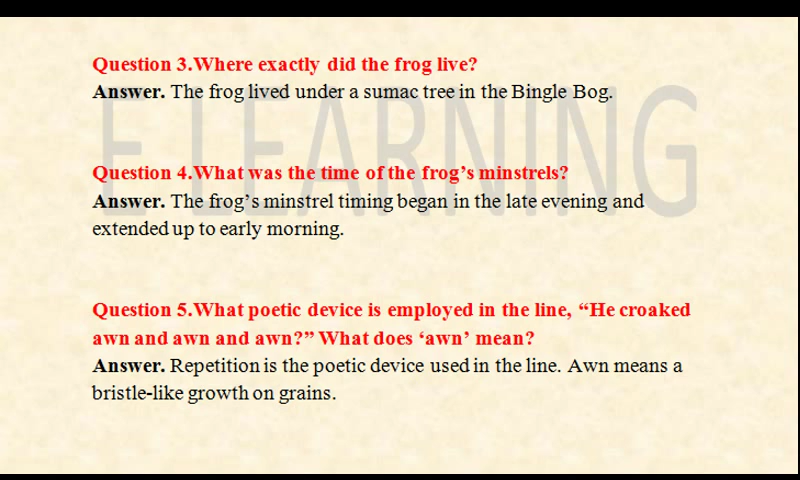 Question 3.Where exactly did the frog live?
Answer. The frog lived under a sumac tree in the Bingle Bog.
E LEARNING
Question 4.What was the time of the frog's minstrels?
Answer. The frog's minstrel timing began in the late evening and
extended up to early morning.
Question 5.What poetic device is employed in the line, “He croaked
awn and awn and awn?” What does ‘awn’ mean?
Answer. Repetition is the poetic device used in the line. Awn means a
bristle-like growth on grains.